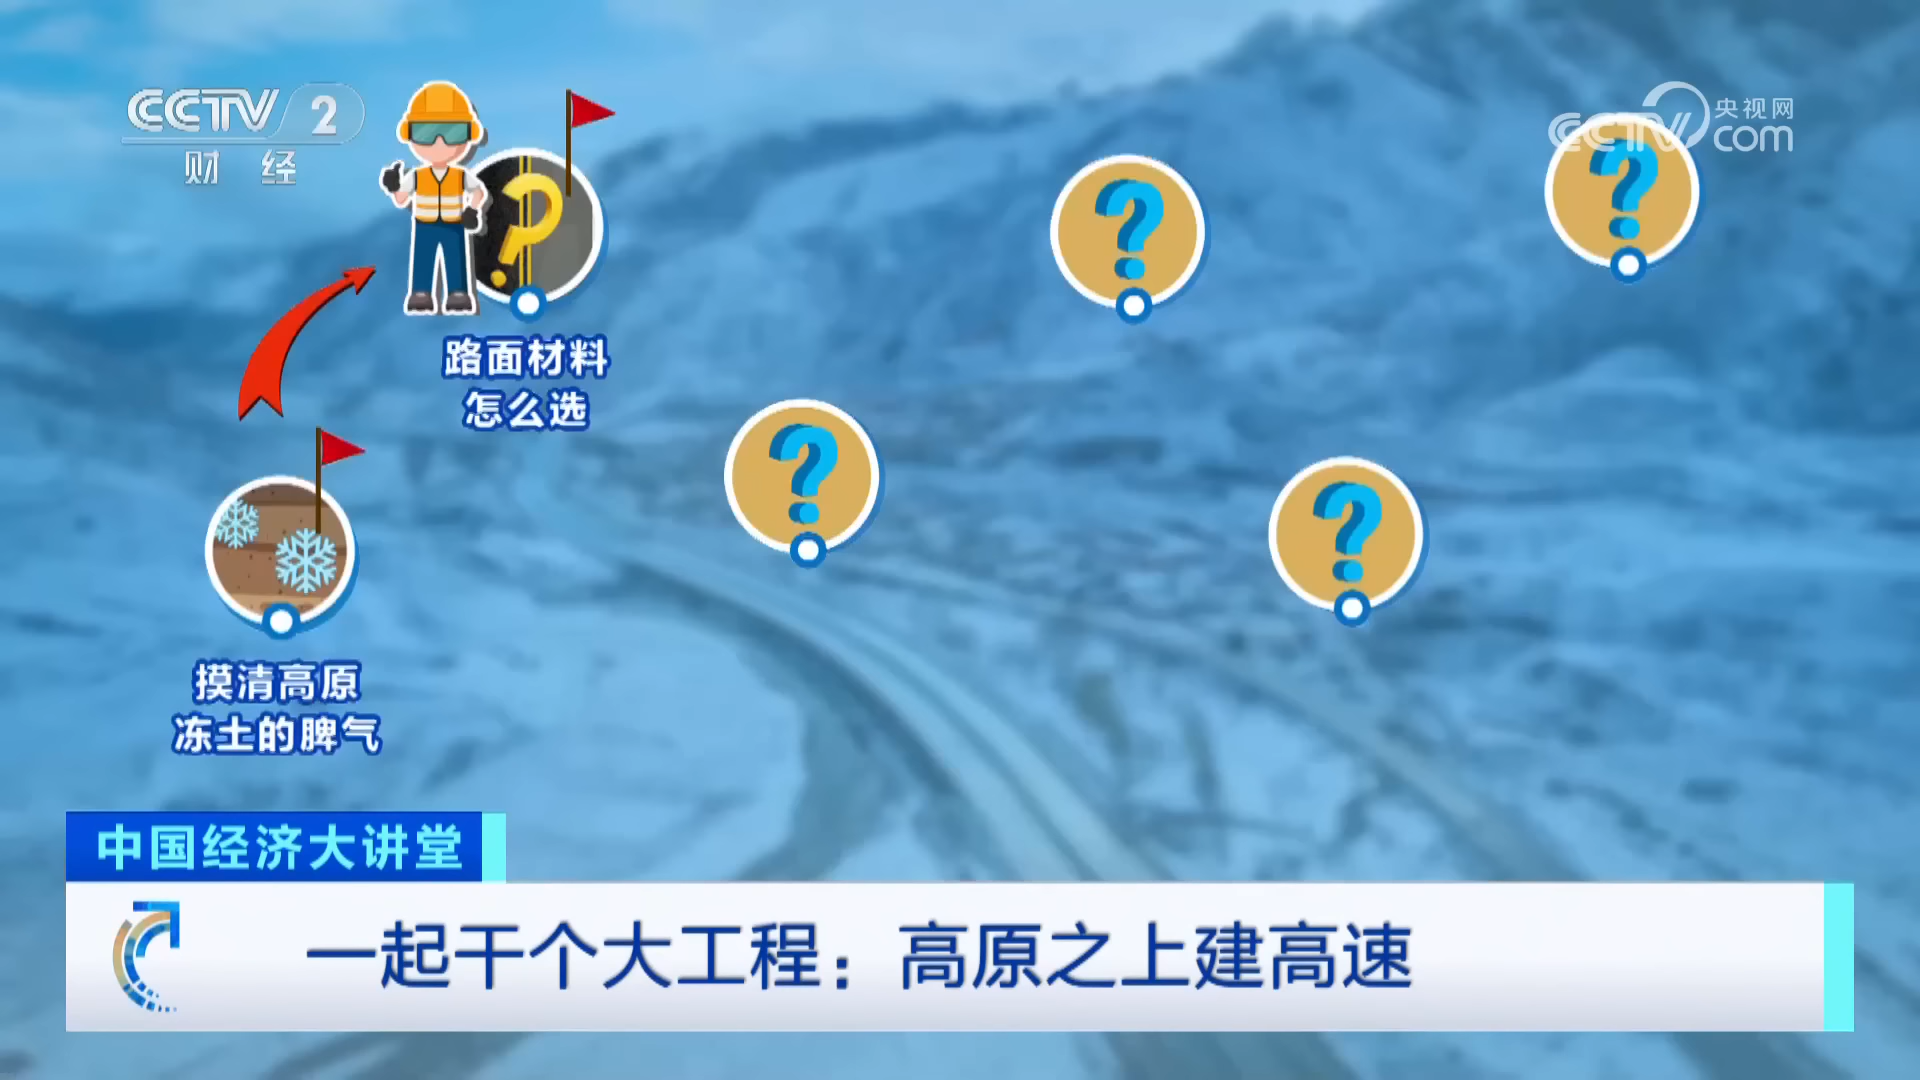 CCTV 2
财 经
央视网
CCTV.com
路面材料
怎么选
摸清高原
冻土的脾气
中国经济大讲堂
一起干个大工程：高原之上建高速